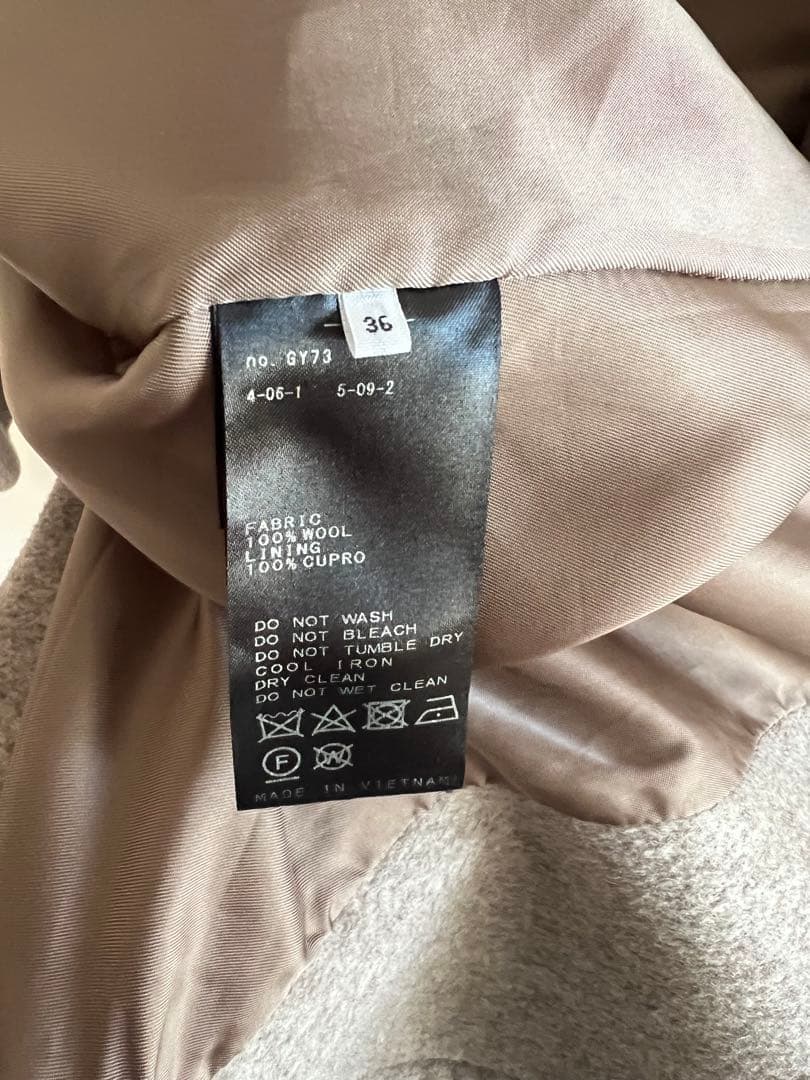 36
no. GY73
4-06-1 5-09-2
FABRIC
100% WOOL
LINING
100% CUPRO
DO NOT WASH
DO NOT BLEACH
DO NOT TUMBLE DRY
COOL IRON
DRY CLEAN
DO NOT WET CLEAN
F W
MADE IN VIETNAM